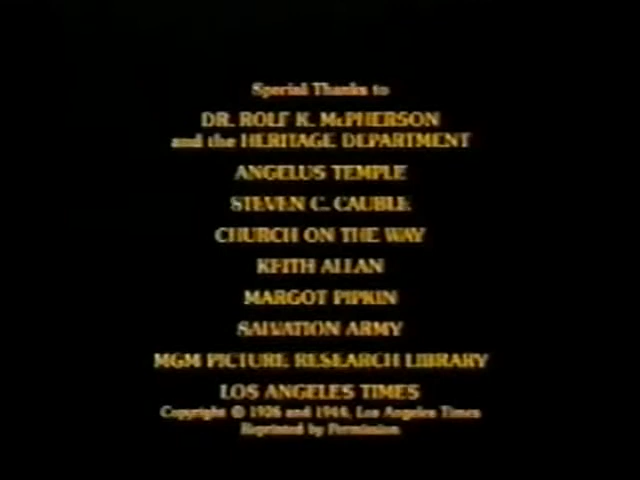 Special Thanks to
DR. ROLF K. McPHERSON
and the HERITAGE DEPARTMENT
ANGELUS TEMPLE
STEVEN C. CAUBLE
CHURCH ON THE WAY
KEITH ALLAN
MARGOT PIPKIN
SALVATION ARMY
MGM PICTURE RESEARCH LIBRARY
LOS ANGELES TIMES
Copyright © 1926 and 1944, Los Angeles Times
Reprinted by Permission